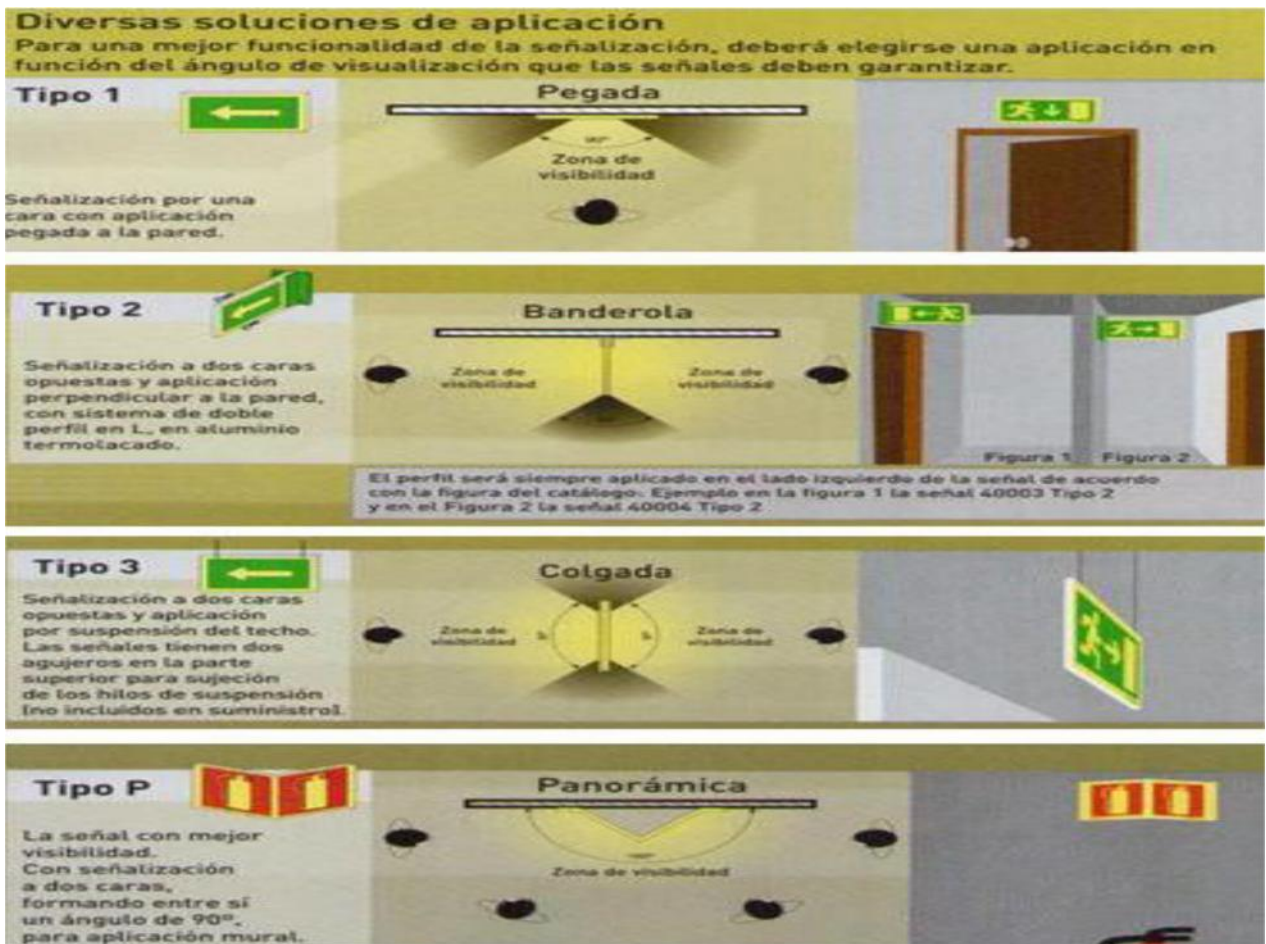 Diversas soluciones de aplicación
Para una mejor funcionalidad de la señalización, deberá elegirse una aplicación en
función del ángulo de visualización que las señales deben garantizar.
Tipo 1
Pegada
90°
Zona de
visibilidad
Señalización por una
cara con aplicación
pegada a la pared.
Tipo 2
Banderola
Señalización a dos caras
opuestas y aplicación
perpendicular a la pared,
con sistema de doble
perfil en L, en aluminio
termolacado.
Zona de
visibilidad
Zona de
visibilidad
Figura 1
Figura 2
El perfil será siempre aplicado en el lado izquierdo de la señal de acuerdo
con la figura del catálogo. Ejemplo en la figura 1 la señal 40003 Tipo 2
y en el Figura 2 la señal 40004 Tipo 2
Tipo 3
Colgada
Señalización a dos caras
opuestas y aplicación
por suspensión del techo.
Las señales tienen dos
agujeros en la parte
superior para sujeción
de los hilos de suspensión
[no incluidos en suministro].
Zona de
visibilidad
Zona de
visibilidad
Tipo P
Panorámica
La señal con mejor
visibilidad.
Con señalización
a dos caras,
formando entre sí
un ángulo de 90º,
para aplicación mural.
Zona de visibilidad